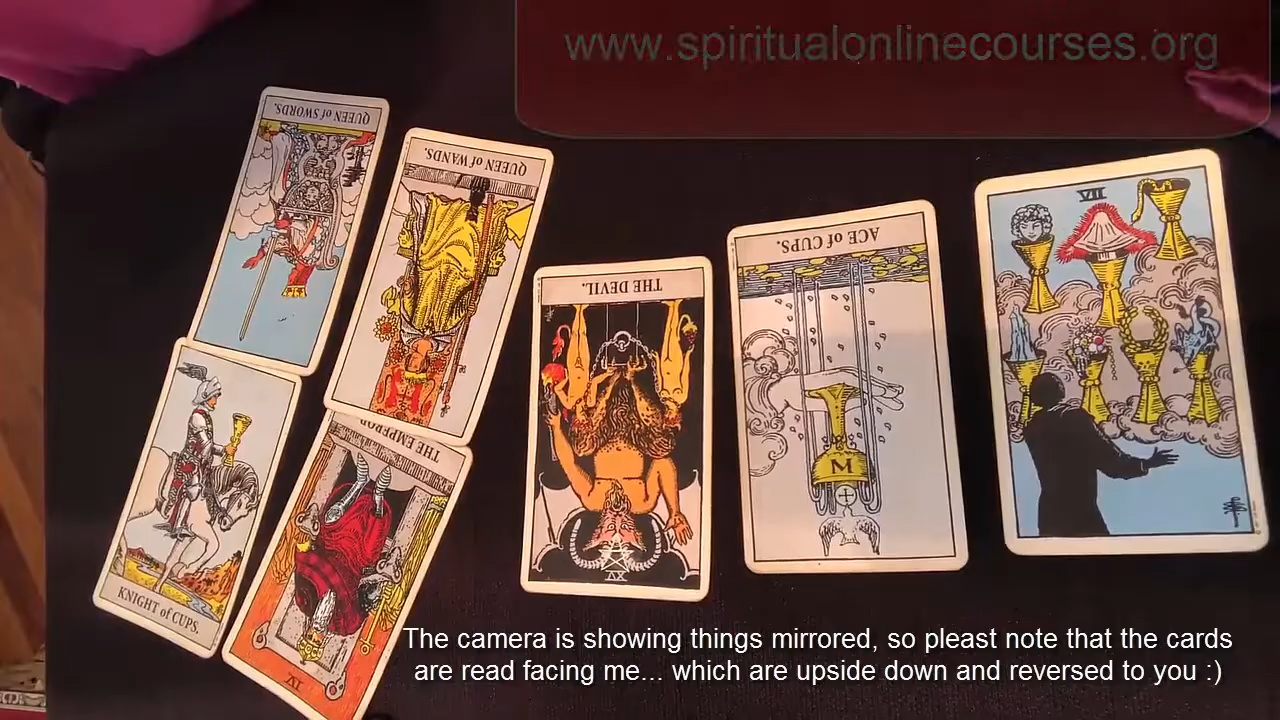 www.spiritualonlinecourses.org
QUEEN of SWORDS.
QUEEN of WANDS.
THE DEVIL.
ACE of CUPS.
VII
KNIGHT of CUPS.
THE EMPEROR
M
XV
IV
The camera is showing things mirrored, so pleast note that the cards
are read facing me... which are upside down and reversed to you :)